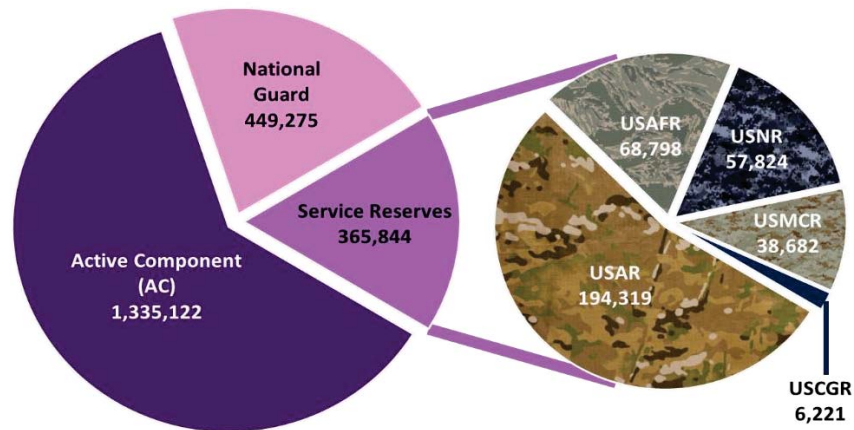 National
Guard
449,275
Service Reserves
365,844
Active Component
(AC)
1,335,122
USAFR
68,798
USNR
57,824
USMCR
38,682
USAR
194,319
USCGR
6,221